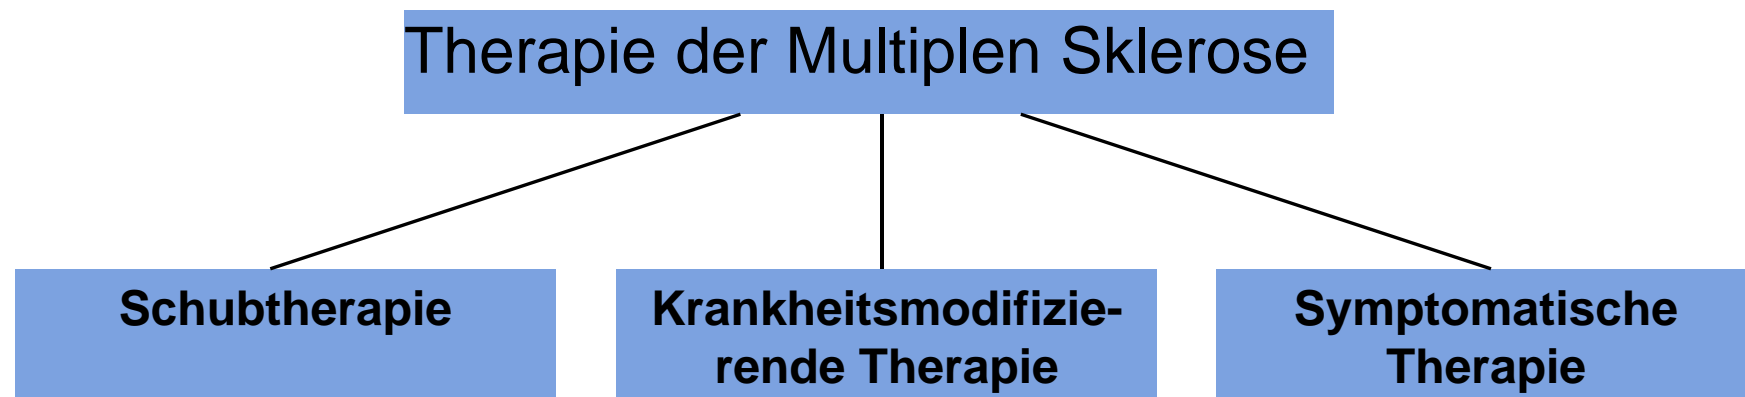 Therapie der Multiplen Sklerose
Schubtherapie
Krankheitsmodifizie-
rende Therapie
Symptomatische
Therapie